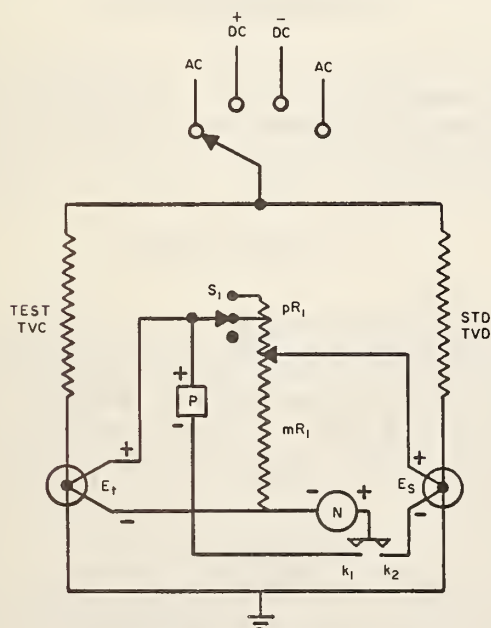 + −
DC DC
AC AC
S₁
pR₁
TEST
TVC
STD
TVD
+
P
−
mR₁
+
Eₜ
−
− N +
+
Eₛ
−
k₁ k₂